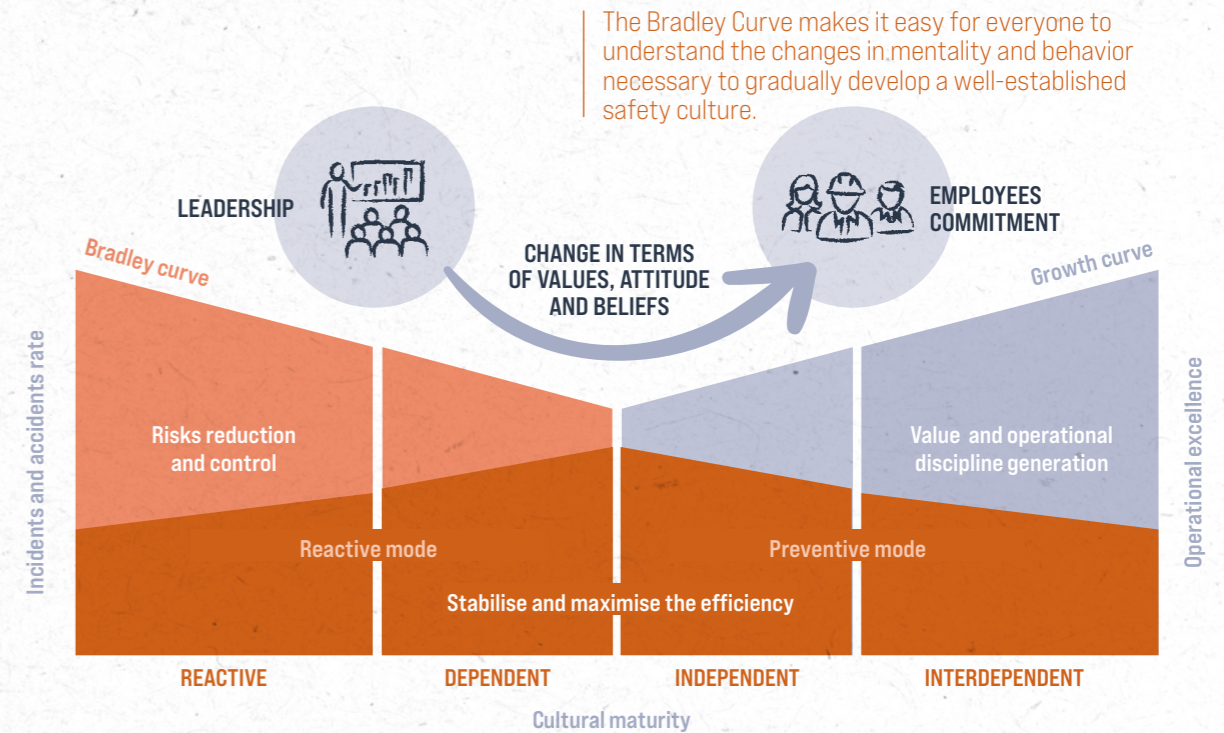 The Bradley Curve makes it easy for everyone to
understand the changes in mentality and behavior
necessary to gradually develop a well-established
safety culture.
LEADERSHIP
EMPLOYEES
COMMITMENT
CHANGE IN TERMS
OF VALUES, ATTITUDE
AND BELIEFS
Bradley curve
Growth curve
Incidents and accidents rate
Operational excellence
Risks reduction
and control
Value and operational
discipline generation
Reactive mode
Preventive mode
Stabilise and maximise the efficiency
REACTIVE
DEPENDENT
INDEPENDENT
INTERDEPENDENT
Cultural maturity